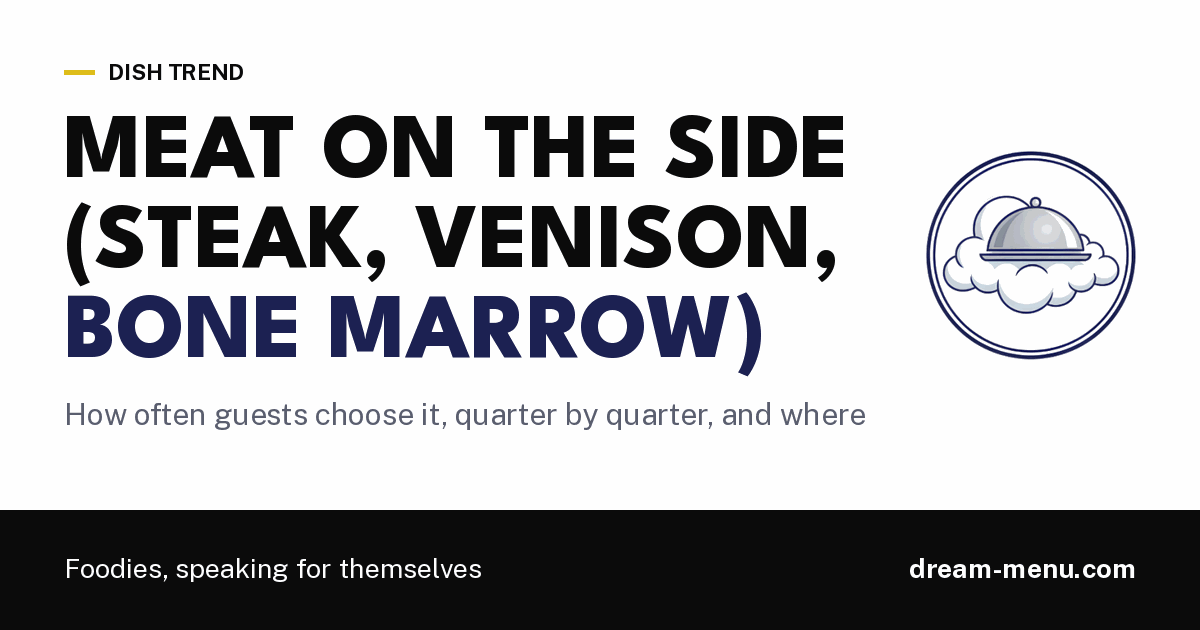 DISH TREND
MEAT ON THE SIDE
(STEAK, VENISON,
BONE MARROW)
How often guests choose it, quarter by quarter, and where
Foodies, speaking for themselves
dream-menu.com